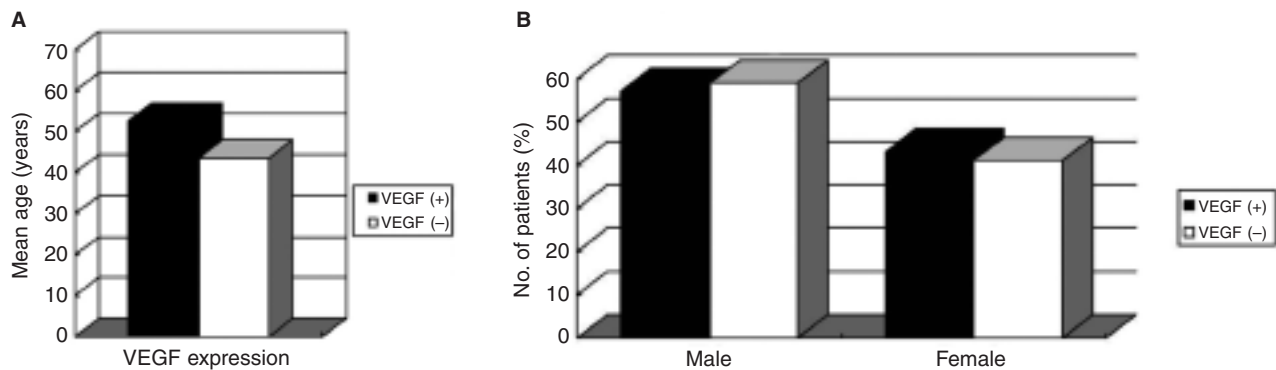 A
Mean age (years)
70
60
50
40
30
20
10
0
VEGF expression
VEGF (+)
VEGF (–)
B
No. of patients (%)
60
50
40
30
20
10
0
Male
Female
VEGF (+)
VEGF (–)